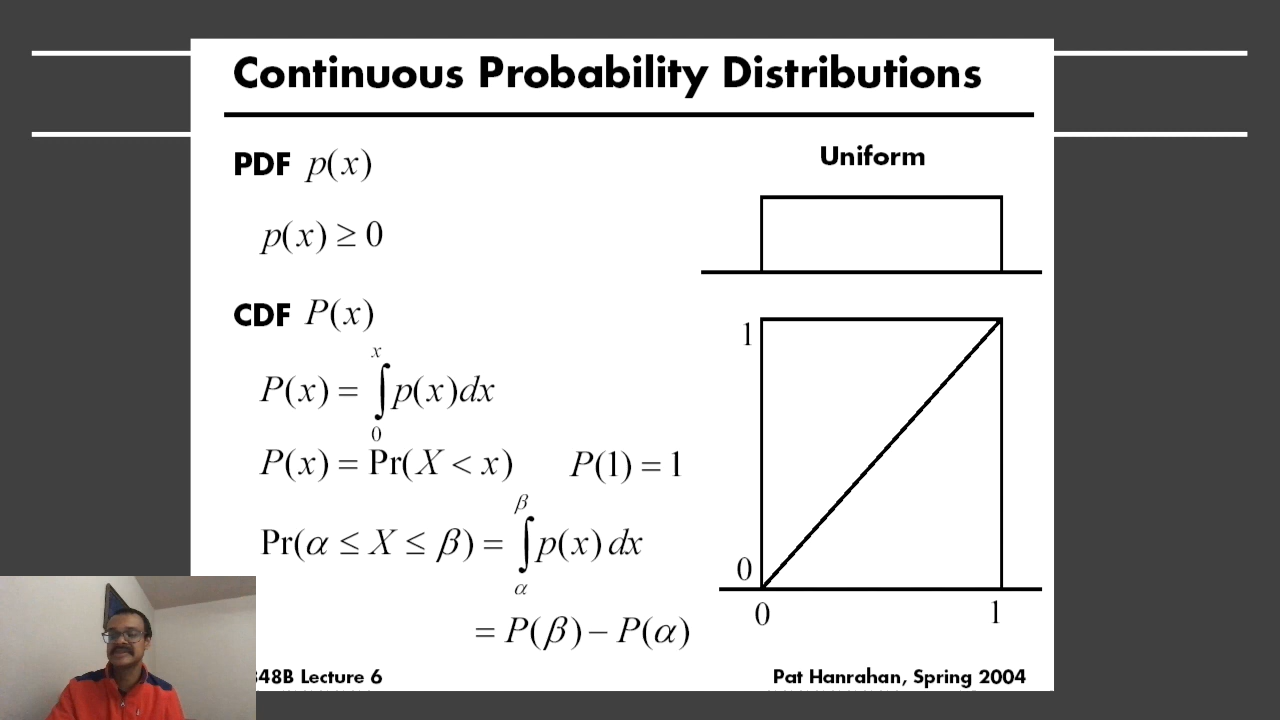 Continuous Probability Distributions
PDF p(x)
p(x) ≥ 0
CDF P(x)
P(x) = ∫₀ˣ p(x)dx
P(x) = Pr(X < x) P(1) = 1
Pr(α ≤ X ≤ β) = ∫_α^β p(x) dx
= P(β) − P(α)
Uniform
1
0
0 1
48B Lecture 6
Pat Hanrahan, Spring 2004